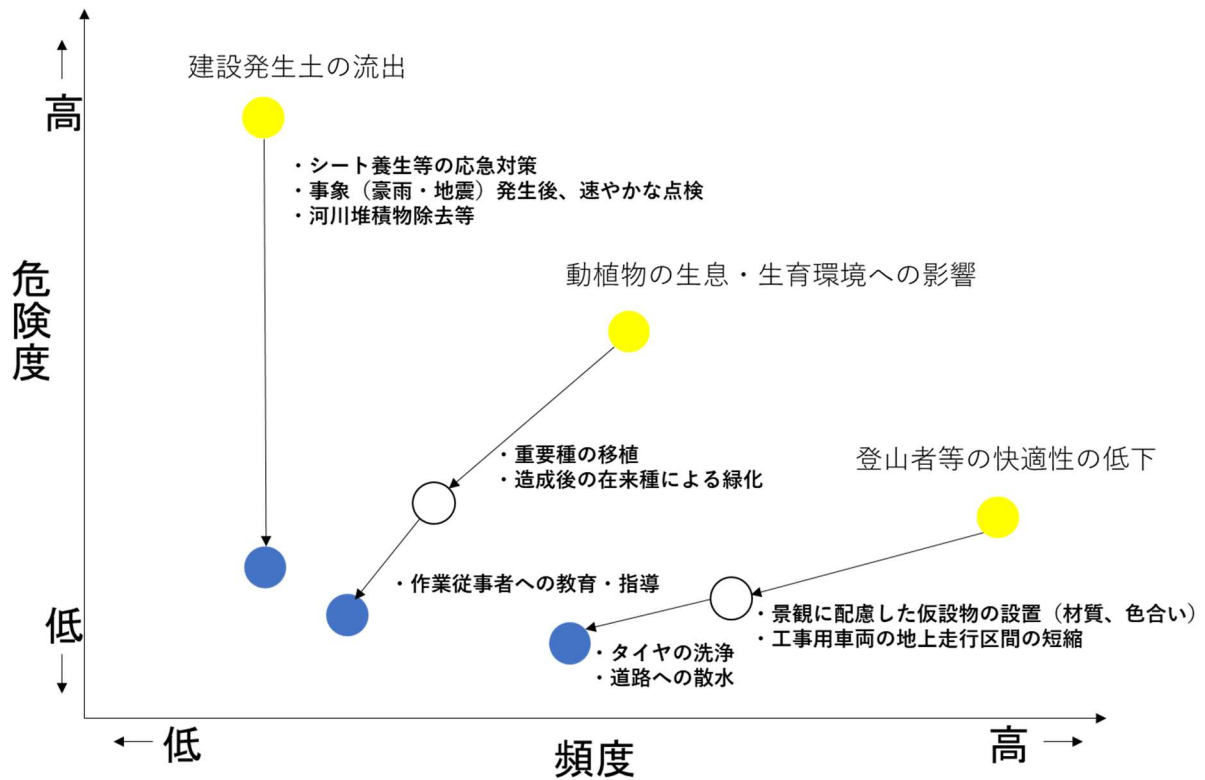 建設発生土の流出
高
・シート養生等の応急対策
・事象（豪雨・地震）発生後、速やかな点検
・河川堆積物除去等
動植物の生息・生育環境への影響
危険度
・重要種の移植
・造成後の在来種による緑化
登山者等の快適性の低下
・作業従事者への教育・指導
・景観に配慮した仮設物の設置（材質、色合い）
・工事用車両の地上走行区間の短縮
低
・タイヤの洗浄
・道路への散水
低
頻度
高